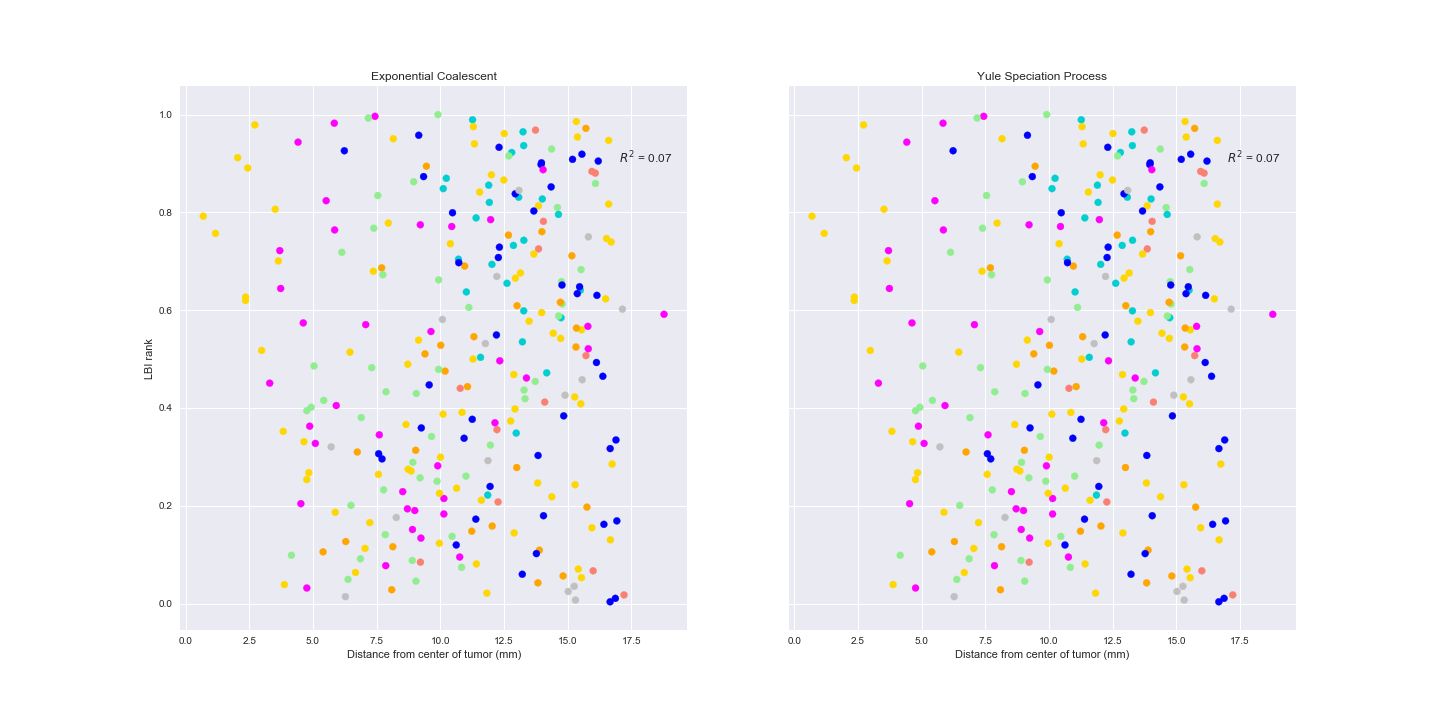 Exponential Coalescent
Yule Speciation Process
1.0
0.8
0.6
0.4
0.2
0.0
LBI rank
R² = 0.07
R² = 0.07
0.0 2.5 5.0 7.5 10.0 12.5 15.0 17.5
0.0 2.5 5.0 7.5 10.0 12.5 15.0 17.5
Distance from center of tumor (mm)
Distance from center of tumor (mm)